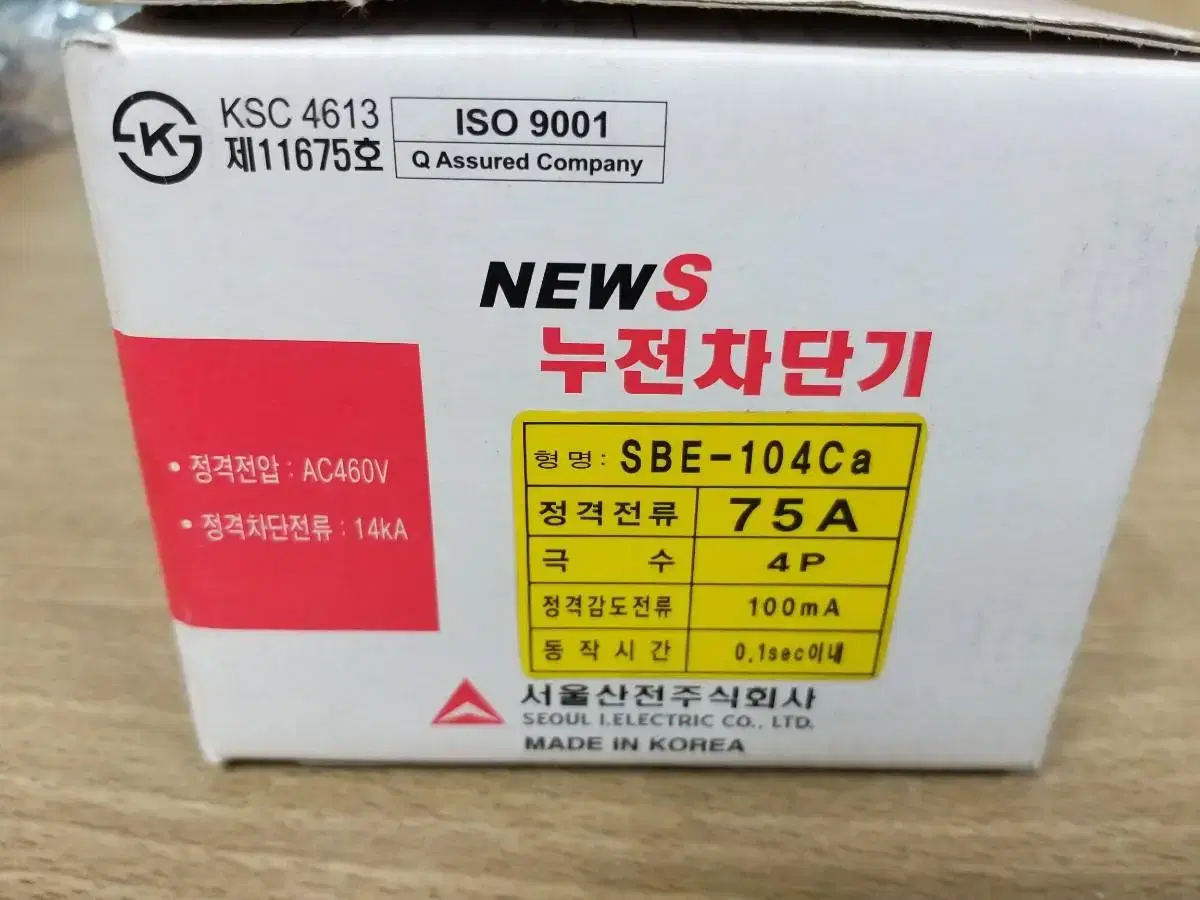 KSC 4613
제11675호
ISO 9001
Q Assured Company
NEWS
누전차단기
• 정격전압 : AC460V
• 정격차단전류 : 14kA
형명: SBE-104Ca
정격전류 75A
극 수 4P
정격감도전류 100mA
동작시간 0.1sec이내
서울산전주식회사
SEOUL I.ELECTRIC CO., LTD.
MADE IN KOREA